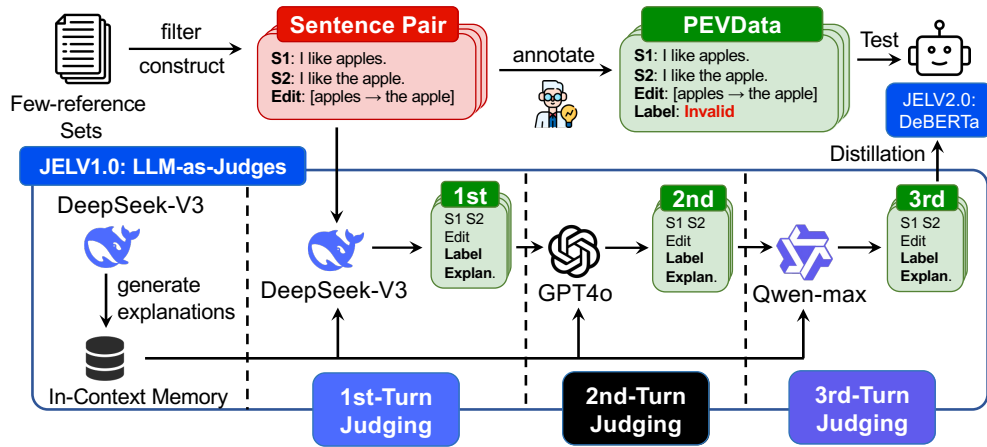 Few-reference
Sets
filter
construct
Sentence Pair
S1: I like apples.
S2: I like the apple.
Edit: [apples → the apple]
annotate
PEVData
S1: I like apples.
S2: I like the apple.
Edit: [apples → the apple]
Label: Invalid
Test
JELV2.0:
DeBERTa
Distillation
JELV1.0: LLM-as-Judges
DeepSeek-V3
generate
explanations
In-Context Memory
DeepSeek-V3
1st
S1 S2
Edit
Label
Explan.
GPT4o
2nd
S1 S2
Edit
Label
Explan.
Qwen-max
3rd
S1 S2
Edit
Label
Explan.
1st-Turn
Judging
2nd-Turn
Judging
3rd-Turn
Judging